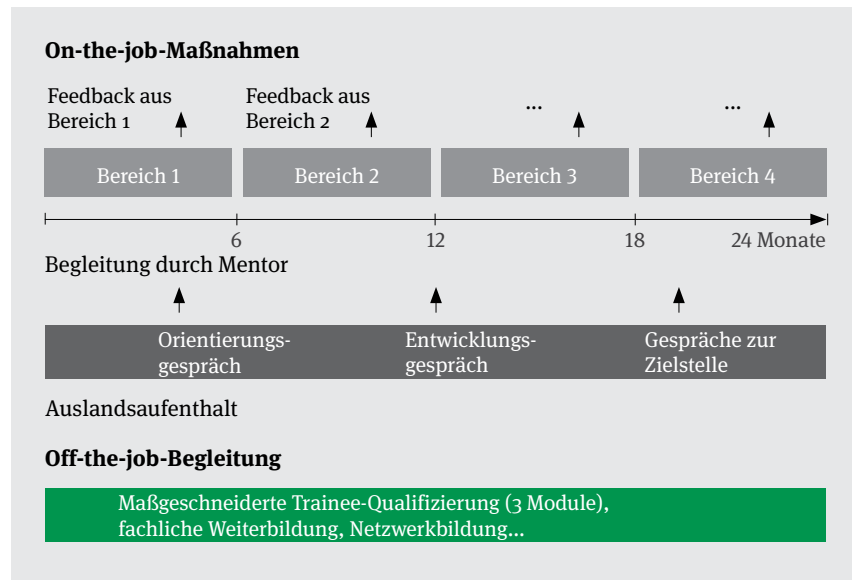 On-the-job-Maßnahmen
Feedback aus
Bereich 1
Feedback aus
Bereich 2
...
...
Bereich 1
Bereich 2
Bereich 3
Bereich 4
6
12
18
24 Monate
Begleitung durch Mentor
Orientierungs-
gespräch
Entwicklungs-
gespräch
Gespräche zur
Zielstelle
Auslandsaufenthalt
Off-the-job-Begleitung
Maßgeschneiderte Trainee-Qualifizierung (3 Module),
fachliche Weiterbildung, Netzwerkbildung...